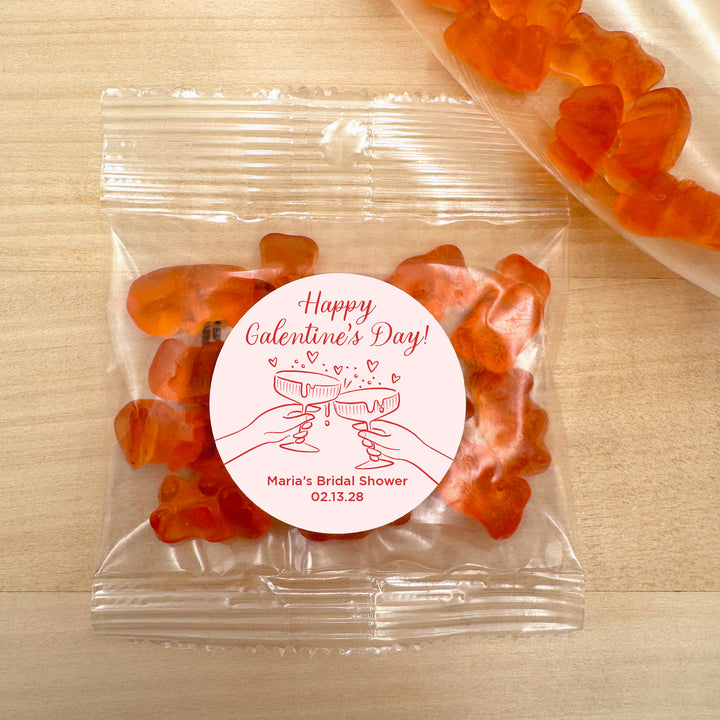 Happy
Galentine's Day!
Maria's Bridal Shower
02.13.28